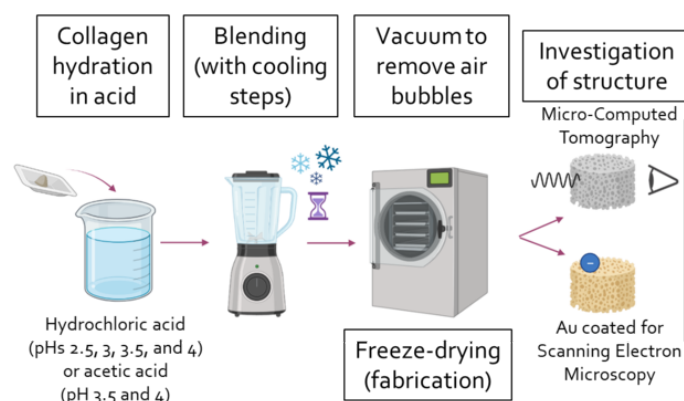 Collagen
hydration
in acid
Blending
(with cooling
steps)
Vacuum to
remove air
bubbles
Investigation
of structure
Micro-Computed
Tomography
Hydrochloric acid
(pHs 2.5, 3, 3.5, and 4)
or acetic acid
(pH 3.5 and 4)
Freeze-drying
(fabrication)
-
Au coated for
Scanning Electron
Microscopy